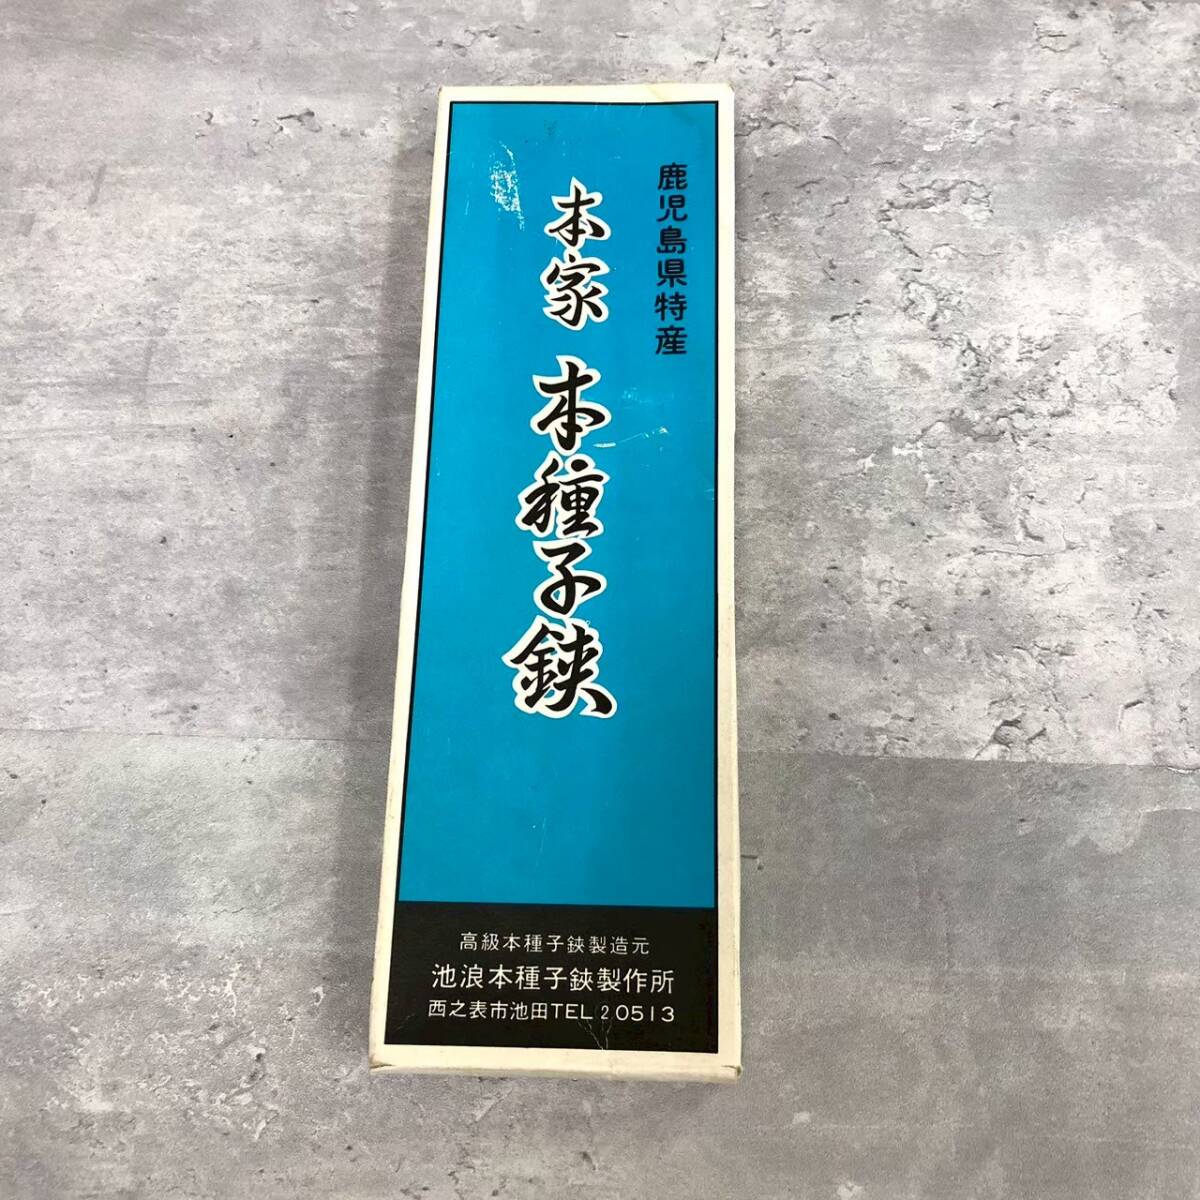 鹿児島県特産
本家 本種子鋏
高級本種子鋏製造元
池浪本種子鋏製作所
西之表市池田TEL 2 0513